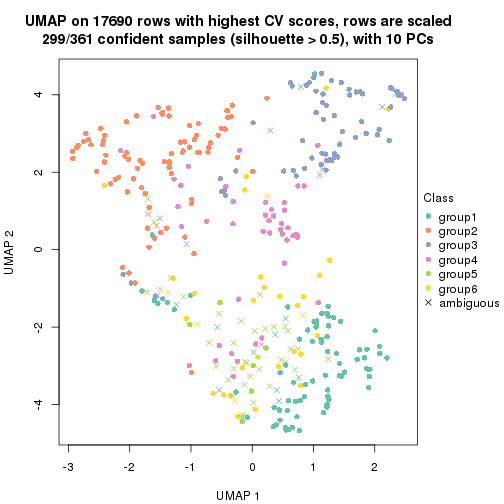 UMAP on 17690 rows with highest CV scores, rows are scaled
299/361 confident samples (silhouette > 0.5), with 10 PCs
4
2
0
-2
-4
UMAP 2
-3
-2
-1
0
1
2
UMAP 1
Class
group1
group2
group3
group4
group5
group6
ambiguous